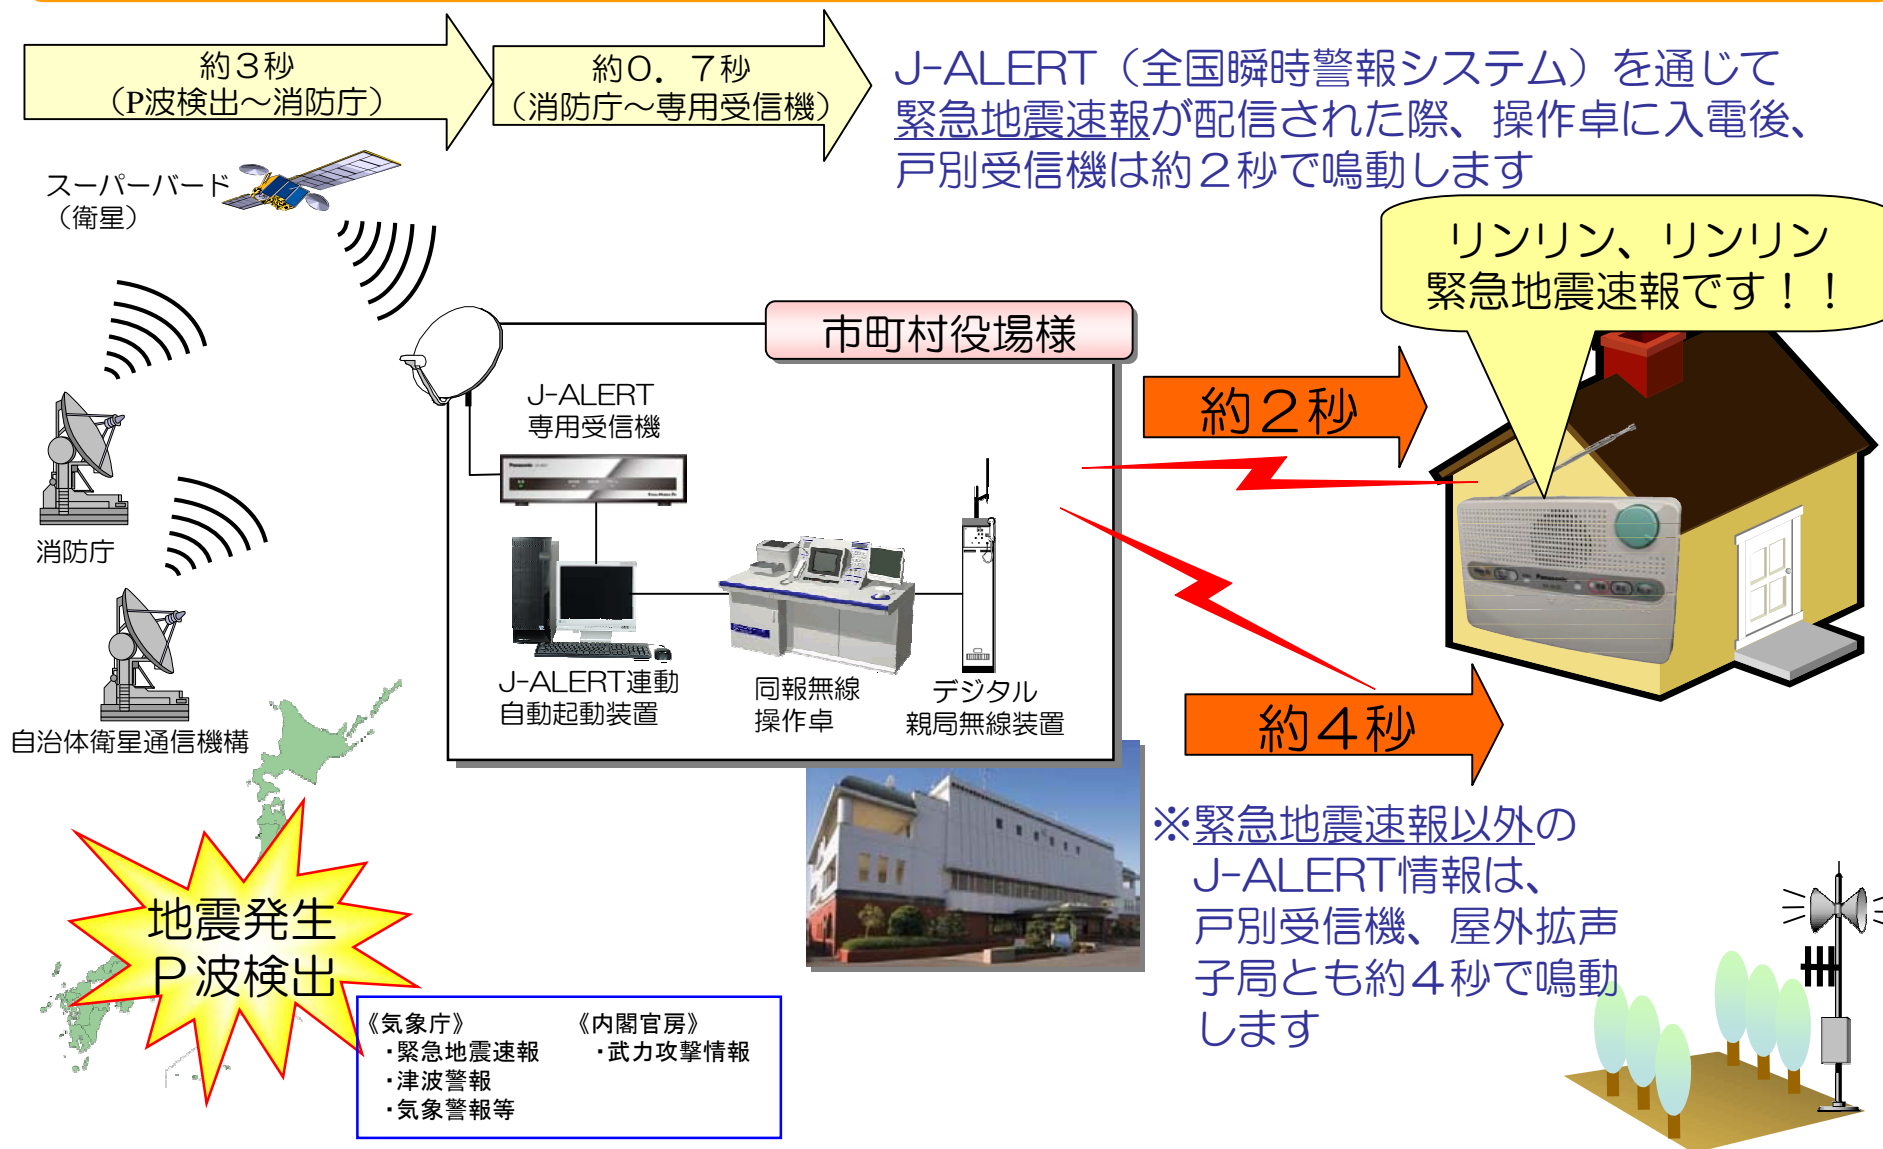 約３秒
（P波検出～消防庁）
約０．７秒
（消防庁～専用受信機）
J-ALERT（全国瞬時警報システム）を通じて
緊急地震速報が配信された際、操作卓に入電後、
戸別受信機は約２秒で鳴動します
スーパーバード
（衛星）
リンリン、リンリン
緊急地震速報です！！
市町村役場様
J-ALERT
専用受信機
Panasonic
約２秒
消防庁
Panasonic
J-ALERT連動
自動起動装置
同報無線
操作卓
デジタル
親局無線装置
自治体衛星通信機構
約４秒
※緊急地震速報以外の
J-ALERT情報は、
戸別受信機、屋外拡声
子局とも約４秒で鳴動
します
地震発生
Ｐ波検出
《気象庁》
・緊急地震速報
・津波警報
・気象警報等
《内閣官房》
・武力攻撃情報